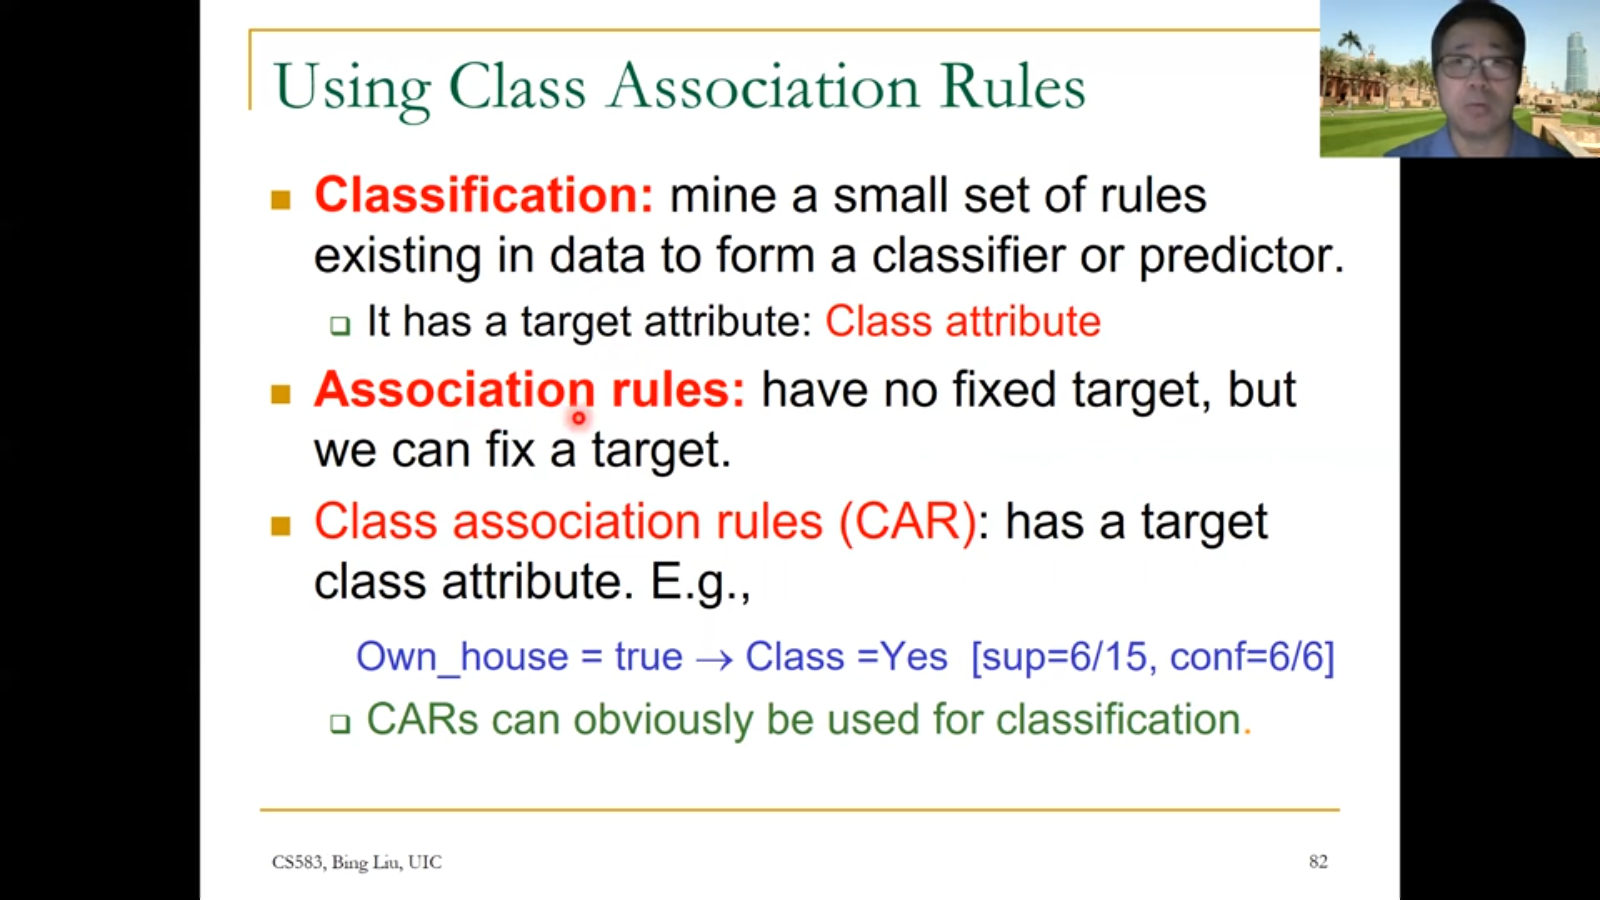 Using Class Association Rules
Classification: mine a small set of rules
existing in data to form a classifier or predictor.
It has a target attribute: Class attribute
Association rules: have no fixed target, but
we can fix a target.
Class association rules (CAR): has a target
class attribute. E.g.,
Own_house = true → Class =Yes [sup=6/15, conf=6/6]
CARs can obviously be used for classification.
CS583, Bing Liu, UIC
82